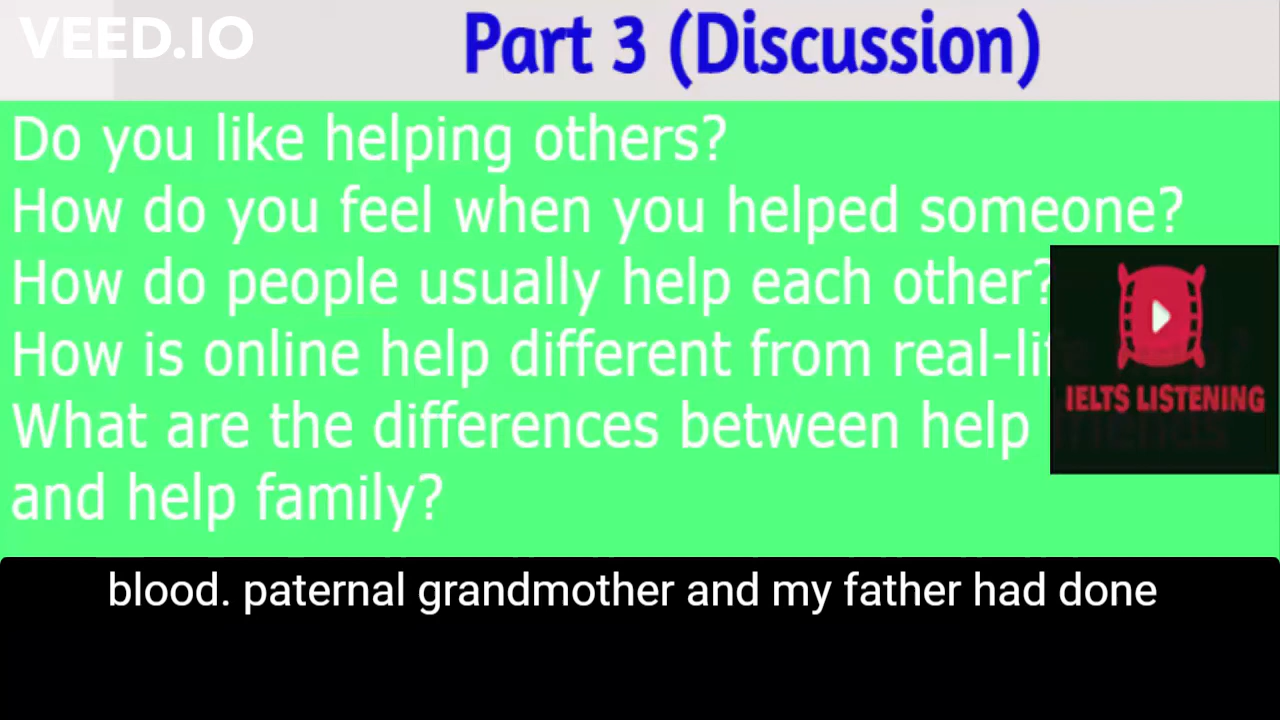 VEED.IO
Part 3 (Discussion)
Do you like helping others?
How do you feel when you helped someone?
How do people usually help each other?
How is online help different from real-life
What are the differences between help friends
and help family?
IELTS LISTENING
blood. paternal grandmother and my father had done